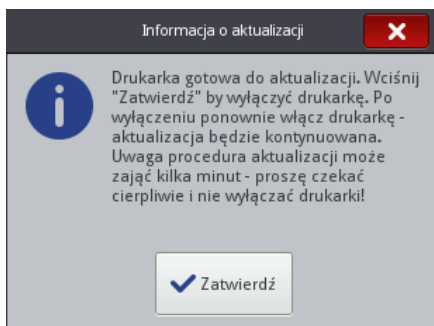 Informacja o aktualizacji
Drukarka gotowa do aktualizacji. Wciśnij
"Zatwierdź" by wyłączyć drukarkę. Po
wyłączeniu ponownie włącz drukarkę -
aktualizacja będzie kontynuowana.
Uwaga procedura aktualizacji może
zająć kilka minut - proszę czekać
cierpliwie i nie wyłączać drukarki!
Zatwierdź